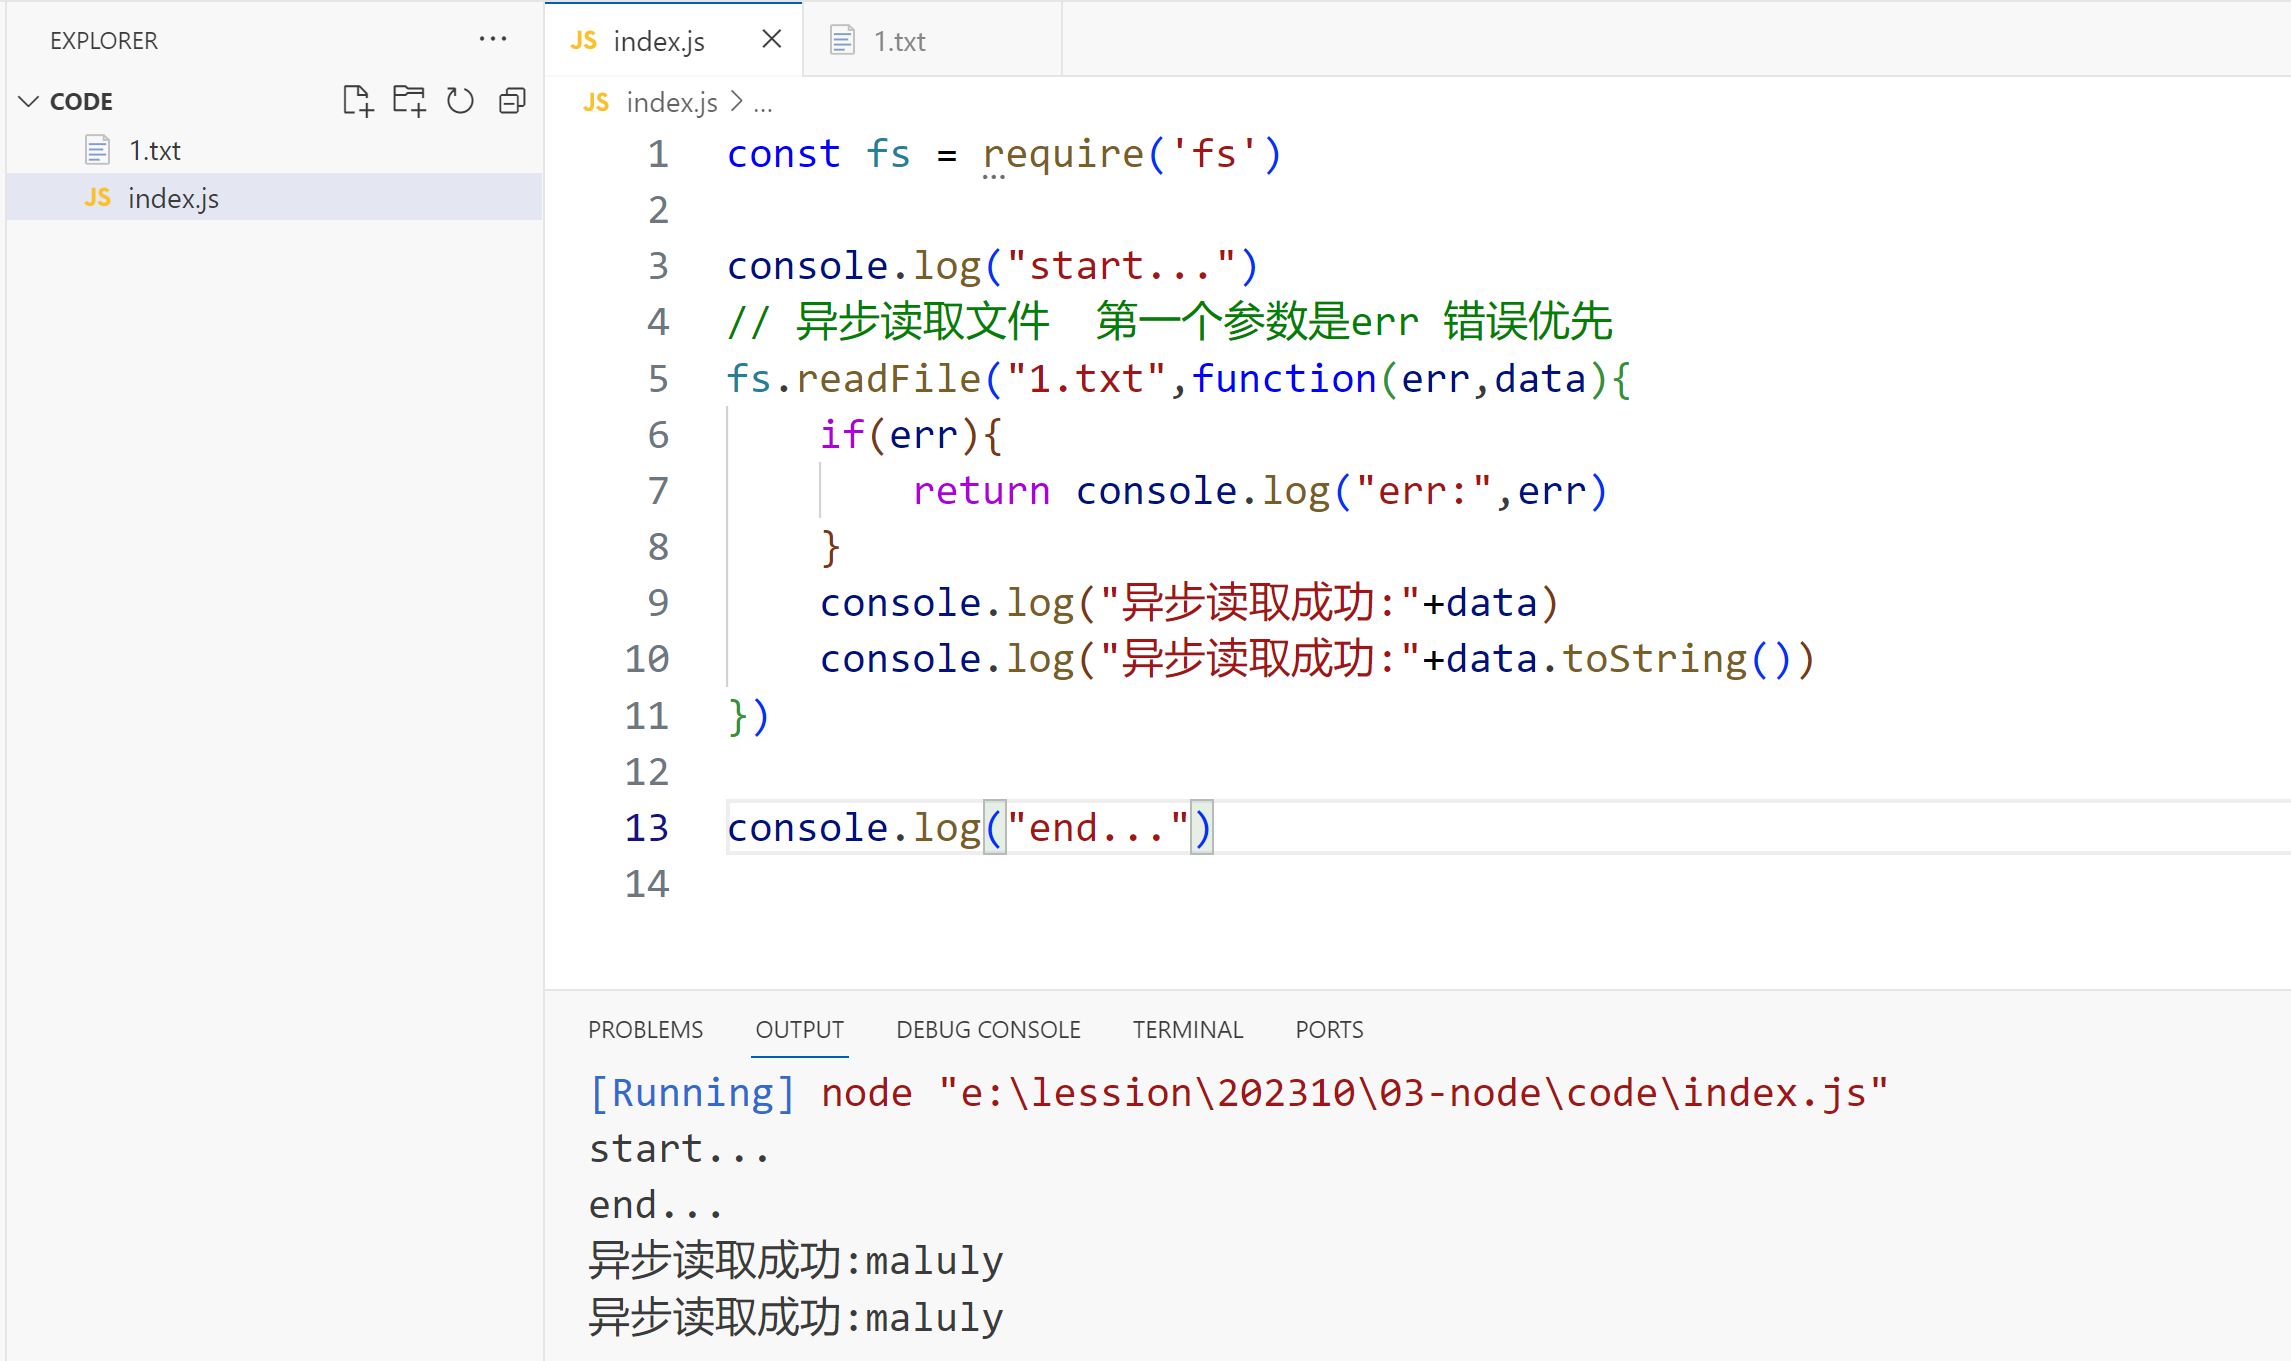 EXPLORER ...
CODE
1.txt
JS index.js
JS index.js
1.txt
JS index.js > ...
1 const fs = require('fs')
2
3 console.log("start...")
4 // 异步读取文件  第一个参数是err 错误优先
5 fs.readFile("1.txt",function(err,data){
6     if(err){
7         return console.log("err:",err)
8     }
9     console.log("异步读取成功:"+data)
10     console.log("异步读取成功:"+data.toString())
11 })
12
13 console.log("end...")
14
PROBLEMS OUTPUT DEBUG CONSOLE TERMINAL PORTS
[Running] node "e:\lession\202310\03-node\code\index.js"
start...
end...
异步读取成功:maluly
异步读取成功:maluly